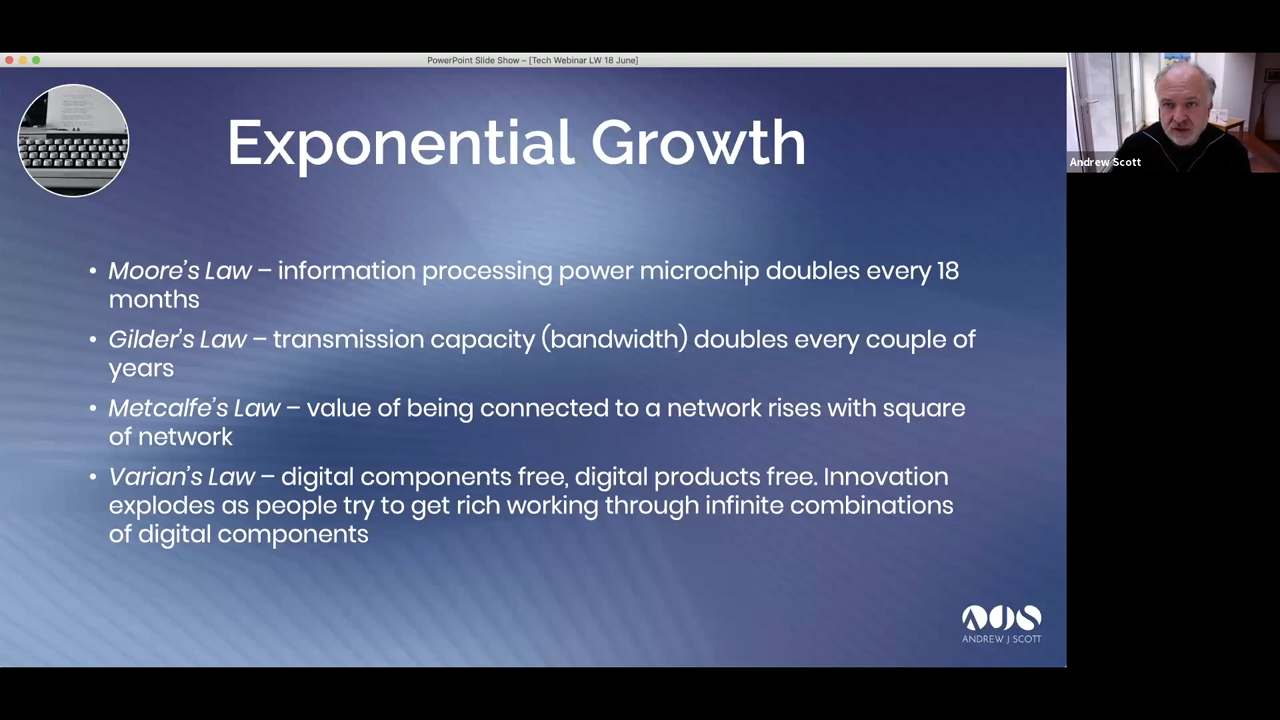 PowerPoint Slide Show – [Tech Webinar LW 18 June]
Exponential Growth
Andrew Scott
• Moore's Law – information processing power microchip doubles every 18
months
• Gilder's Law – transmission capacity (bandwidth) doubles every couple of
years
• Metcalfe's Law – value of being connected to a network rises with square
of network
• Varian's Law – digital components free, digital products free. Innovation
explodes as people try to get rich working through infinite combinations
of digital components
AJS
ANDREW J SCOTT